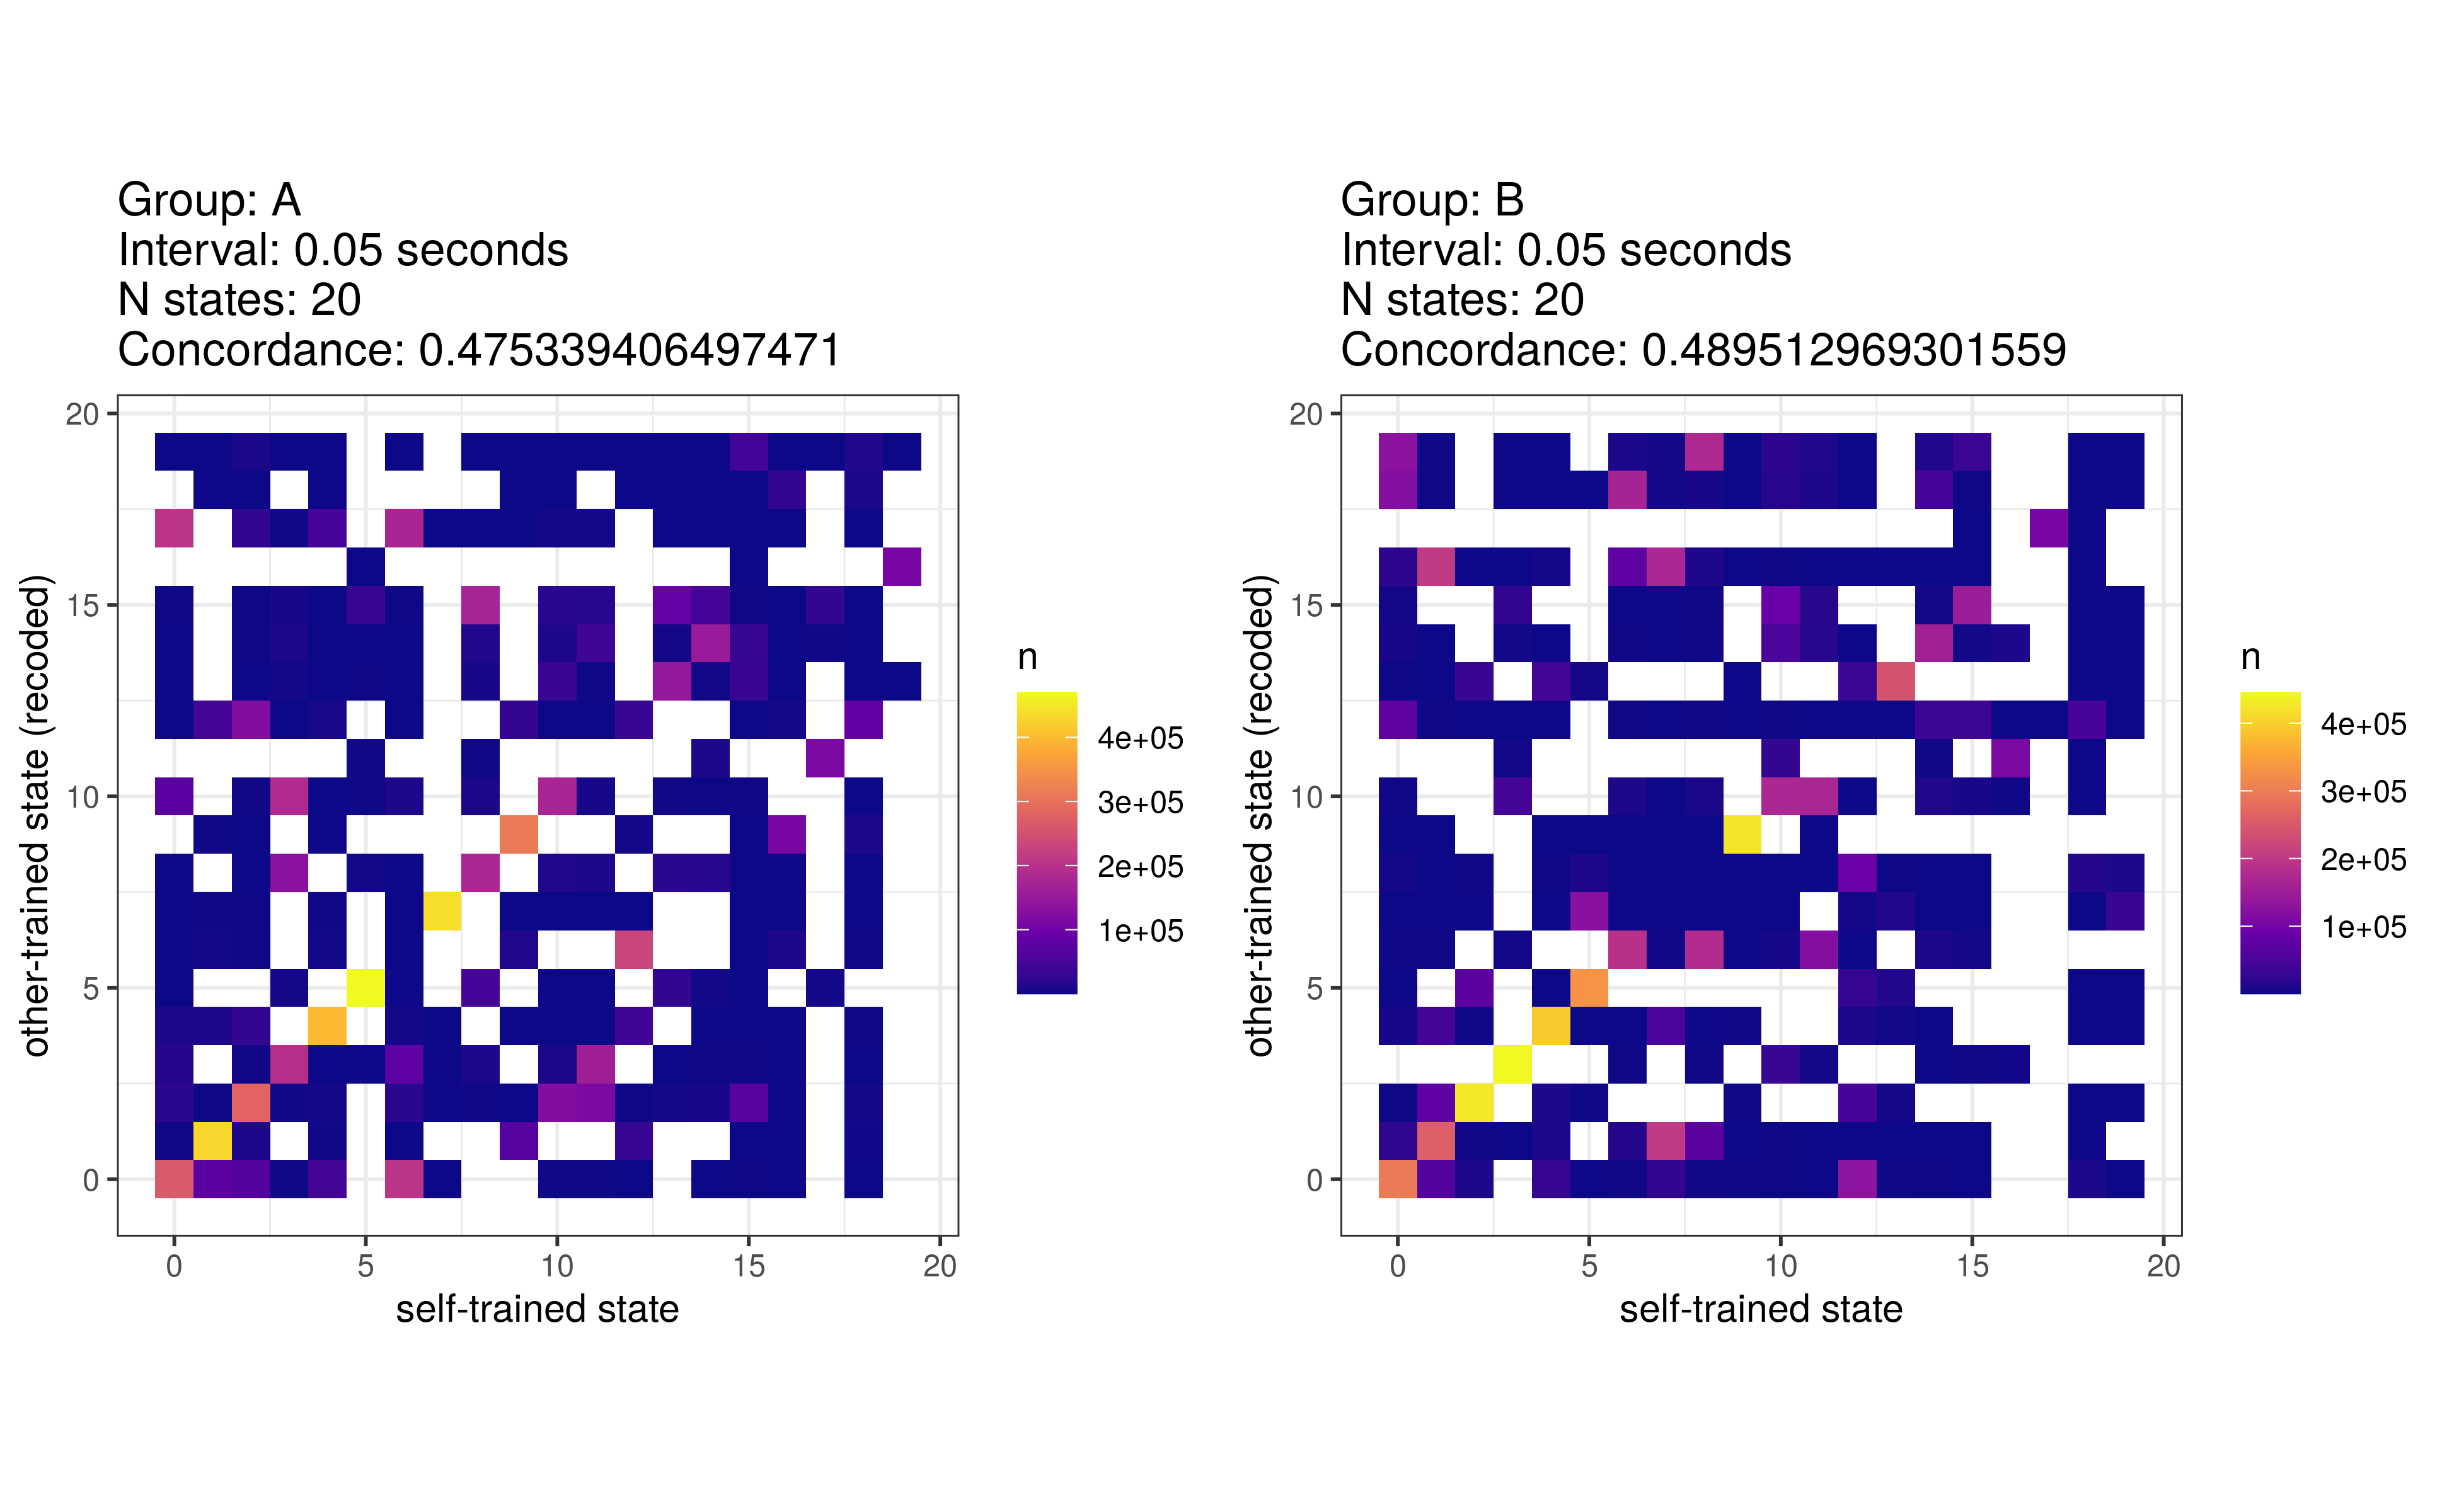 Group: A
Interval: 0.05 seconds
N states: 20
Concordance: 0.475339406497471
20
15
10
5
0
other-trained state (recoded)
0 5 10 15 20
self-trained state
n
4e+05
3e+05
2e+05
1e+05
Group: B
Interval: 0.05 seconds
N states: 20
Concordance: 0.489512969301559
20
15
10
5
0
other-trained state (recoded)
0 5 10 15 20
self-trained state
n
4e+05
3e+05
2e+05
1e+05